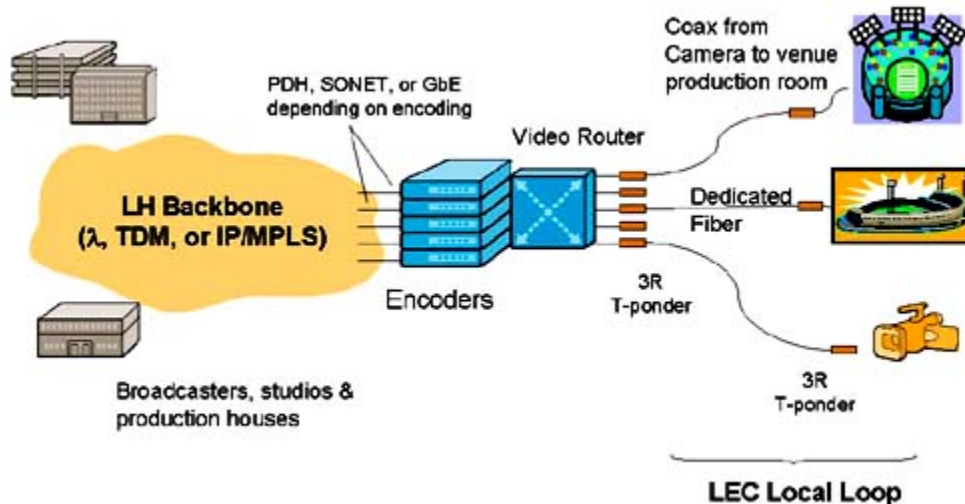 Coax from
Camera to venue
production room
PDH, SONET, or GbE
depending on encoding
Video Router
LH Backbone
(λ, TDM, or IP/MPLS)
Dedicated
Fiber
Encoders
3R
T-ponder
Broadcasters, studios &
production houses
3R
T-ponder
LEC Local Loop